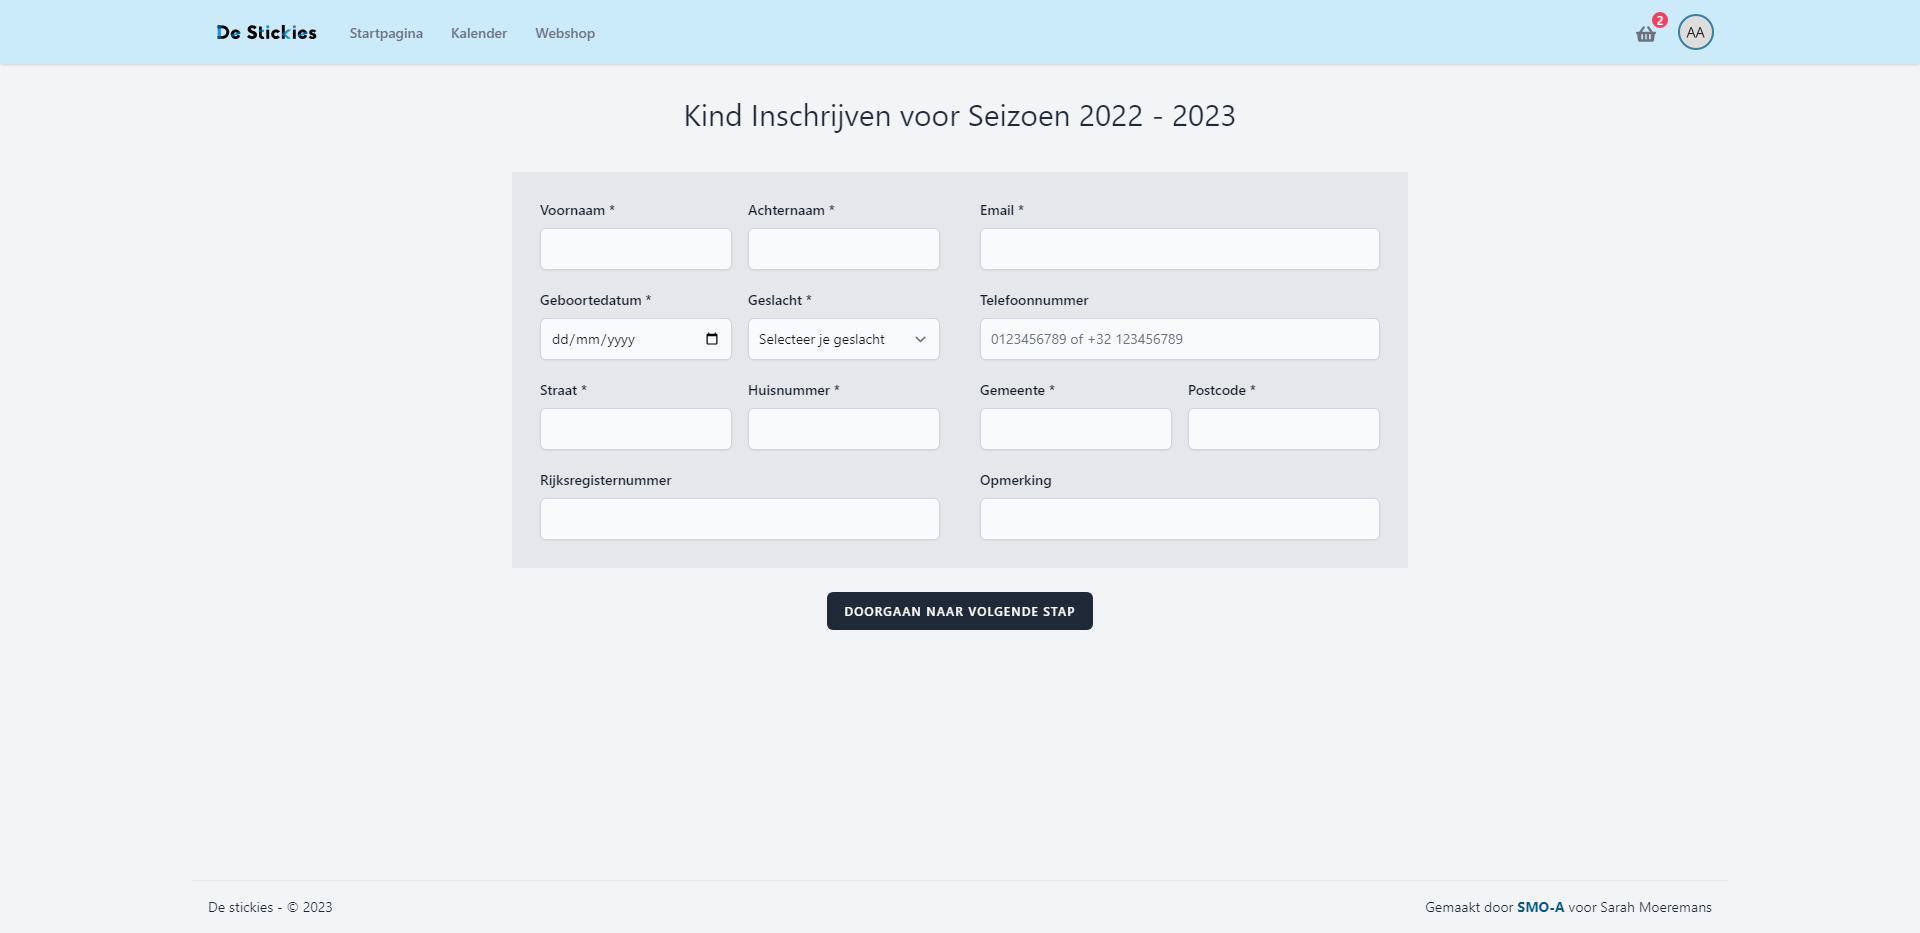 De Stickies Startpagina Kalender Webshop 2 AA
Kind Inschrijven voor Seizoen 2022 - 2023
Voornaam * Achternaam * Email *
Geboortedatum * Geslacht * Telefoonnummer
dd/mm/yyyy Selecteer je geslacht 0123456789 of +32 123456789
Straat * Huisnummer * Gemeente * Postcode *
Rijksregisternummer Opmerking
DOORGAAN NAAR VOLGENDE STAP
De stickies - © 2023 Gemaakt door SMO-A voor Sarah Moeremans